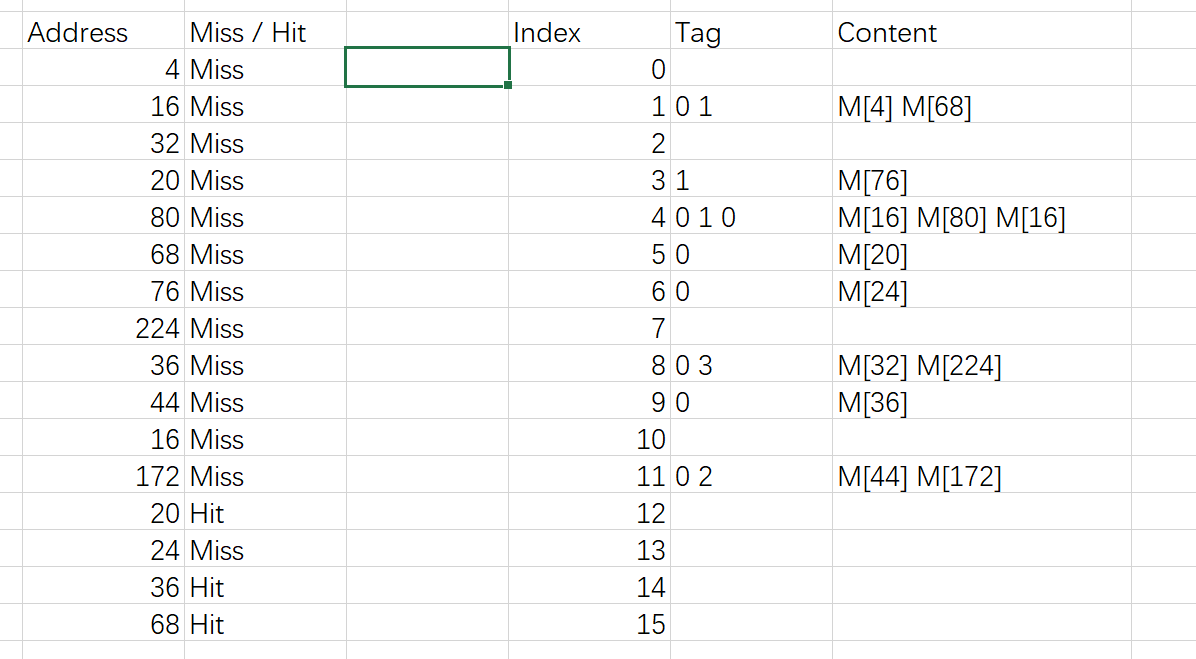 Address Miss / Hit Index Tag Content
4 Miss 0
16 Miss 1 0 1 M[4] M[68]
32 Miss 2
20 Miss 3 1 M[76]
80 Miss 4 0 1 0 M[16] M[80] M[16]
68 Miss 5 0 M[20]
76 Miss 6 0 M[24]
224 Miss 7
36 Miss 8 0 3 M[32] M[224]
44 Miss 9 0 M[36]
16 Miss 10
172 Miss 11 0 2 M[44] M[172]
20 Hit 12
24 Miss 13
36 Hit 14
68 Hit 15